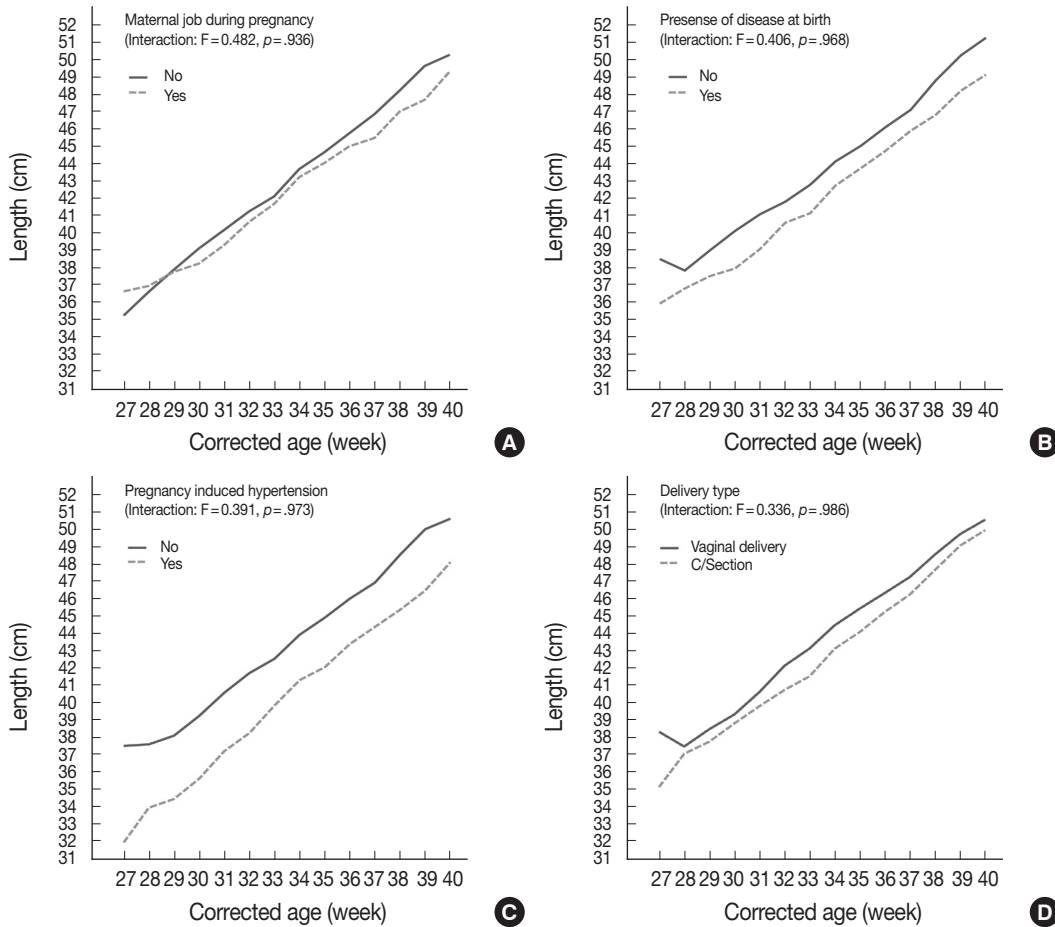 Maternal job during pregnancy
(Interaction: F=0.482, p=.936)
No
Yes
52
51
50
49
48
47
46
45
44
43
42
41
40
39
38
37
36
35
34
33
32
31
Length (cm)
27 28 29 30 31 32 33 34 35 36 37 38 39 40
Corrected age (week)
A
Presense of disease at birth
(Interaction: F=0.406, p=.968)
No
Yes
52
51
50
49
48
47
46
45
44
43
42
41
40
39
38
37
36
35
34
33
32
31
Length (cm)
27 28 29 30 31 32 33 34 35 36 37 38 39 40
Corrected age (week)
B
Pregnancy induced hypertension
(Interaction: F=0.391, p=.973)
No
Yes
52
51
50
49
48
47
46
45
44
43
42
41
40
39
38
37
36
35
34
33
32
31
Length (cm)
27 28 29 30 31 32 33 34 35 36 37 38 39 40
Corrected age (week)
C
Delivery type
(Interaction: F=0.336, p=.986)
Vaginal delivery
C/Section
52
51
50
49
48
47
46
45
44
43
42
41
40
39
38
37
36
35
34
33
32
31
Length (cm)
27 28 29 30 31 32 33 34 35 36 37 38 39 40
Corrected age (week)
D